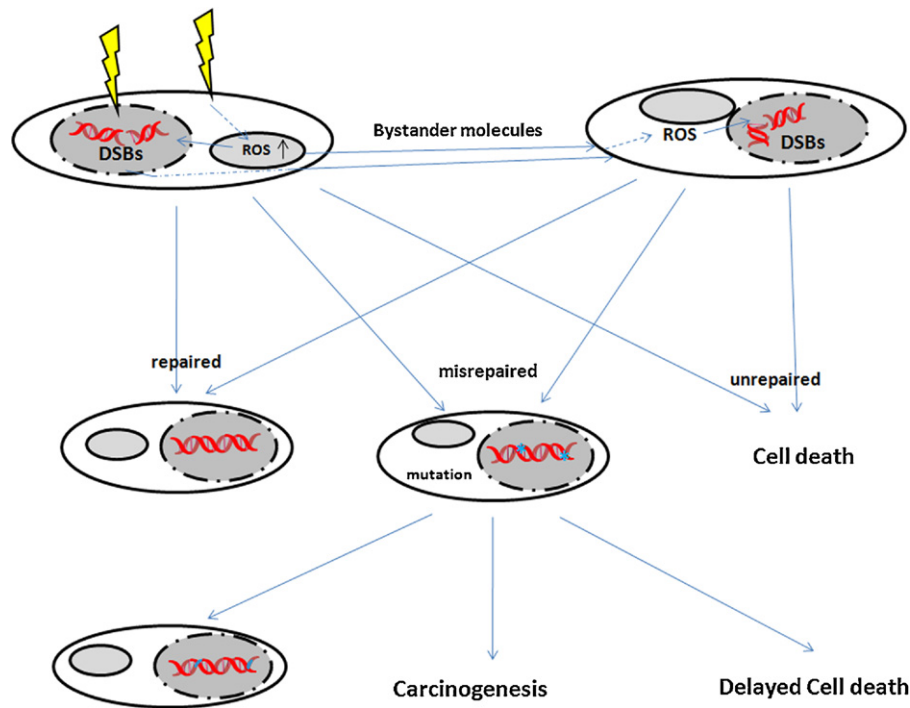 Bystander molecules
DSBs
ROS ↑
ROS
DSBs
repaired
misrepaired
unrepaired
mutation
Cell death
Carcinogenesis
Delayed Cell death